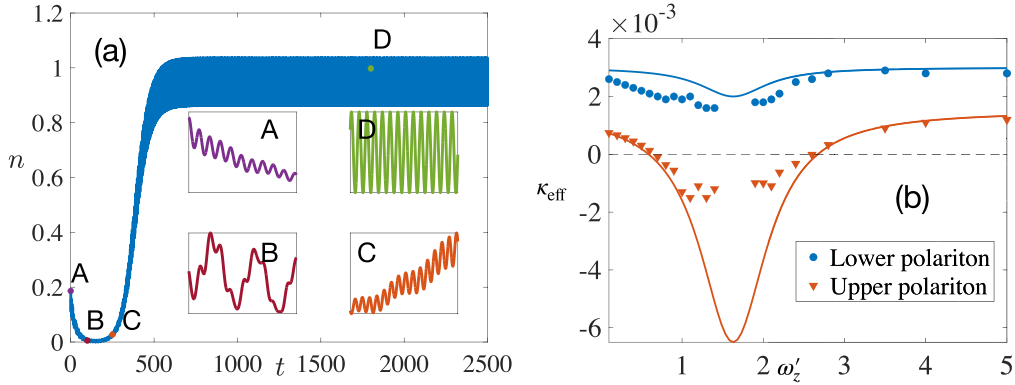 (a)
1.2
1
0.8
0.6
0.4
0.2
0
n
D
A
D
B
C
A
B
C
0
500
1000
1500
2000
2500
t
×10⁻³
4
2
0
-2
-4
-6
κeff
(b)
Lower polariton
Upper polariton
1
2
3
4
5
ωz